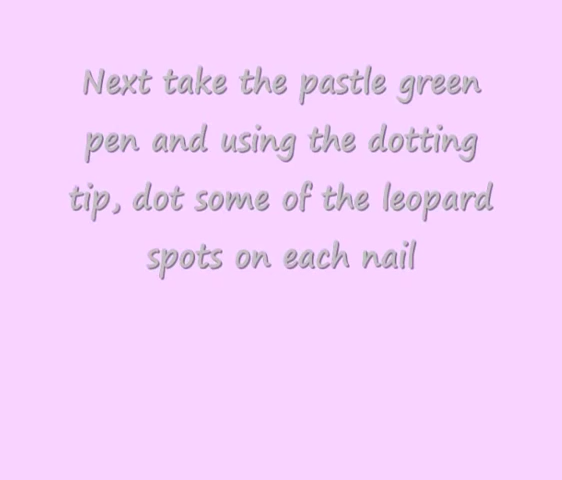 Next take the pastle green
pen and using the dotting
tip, dot some of the leopard
spots on each nail